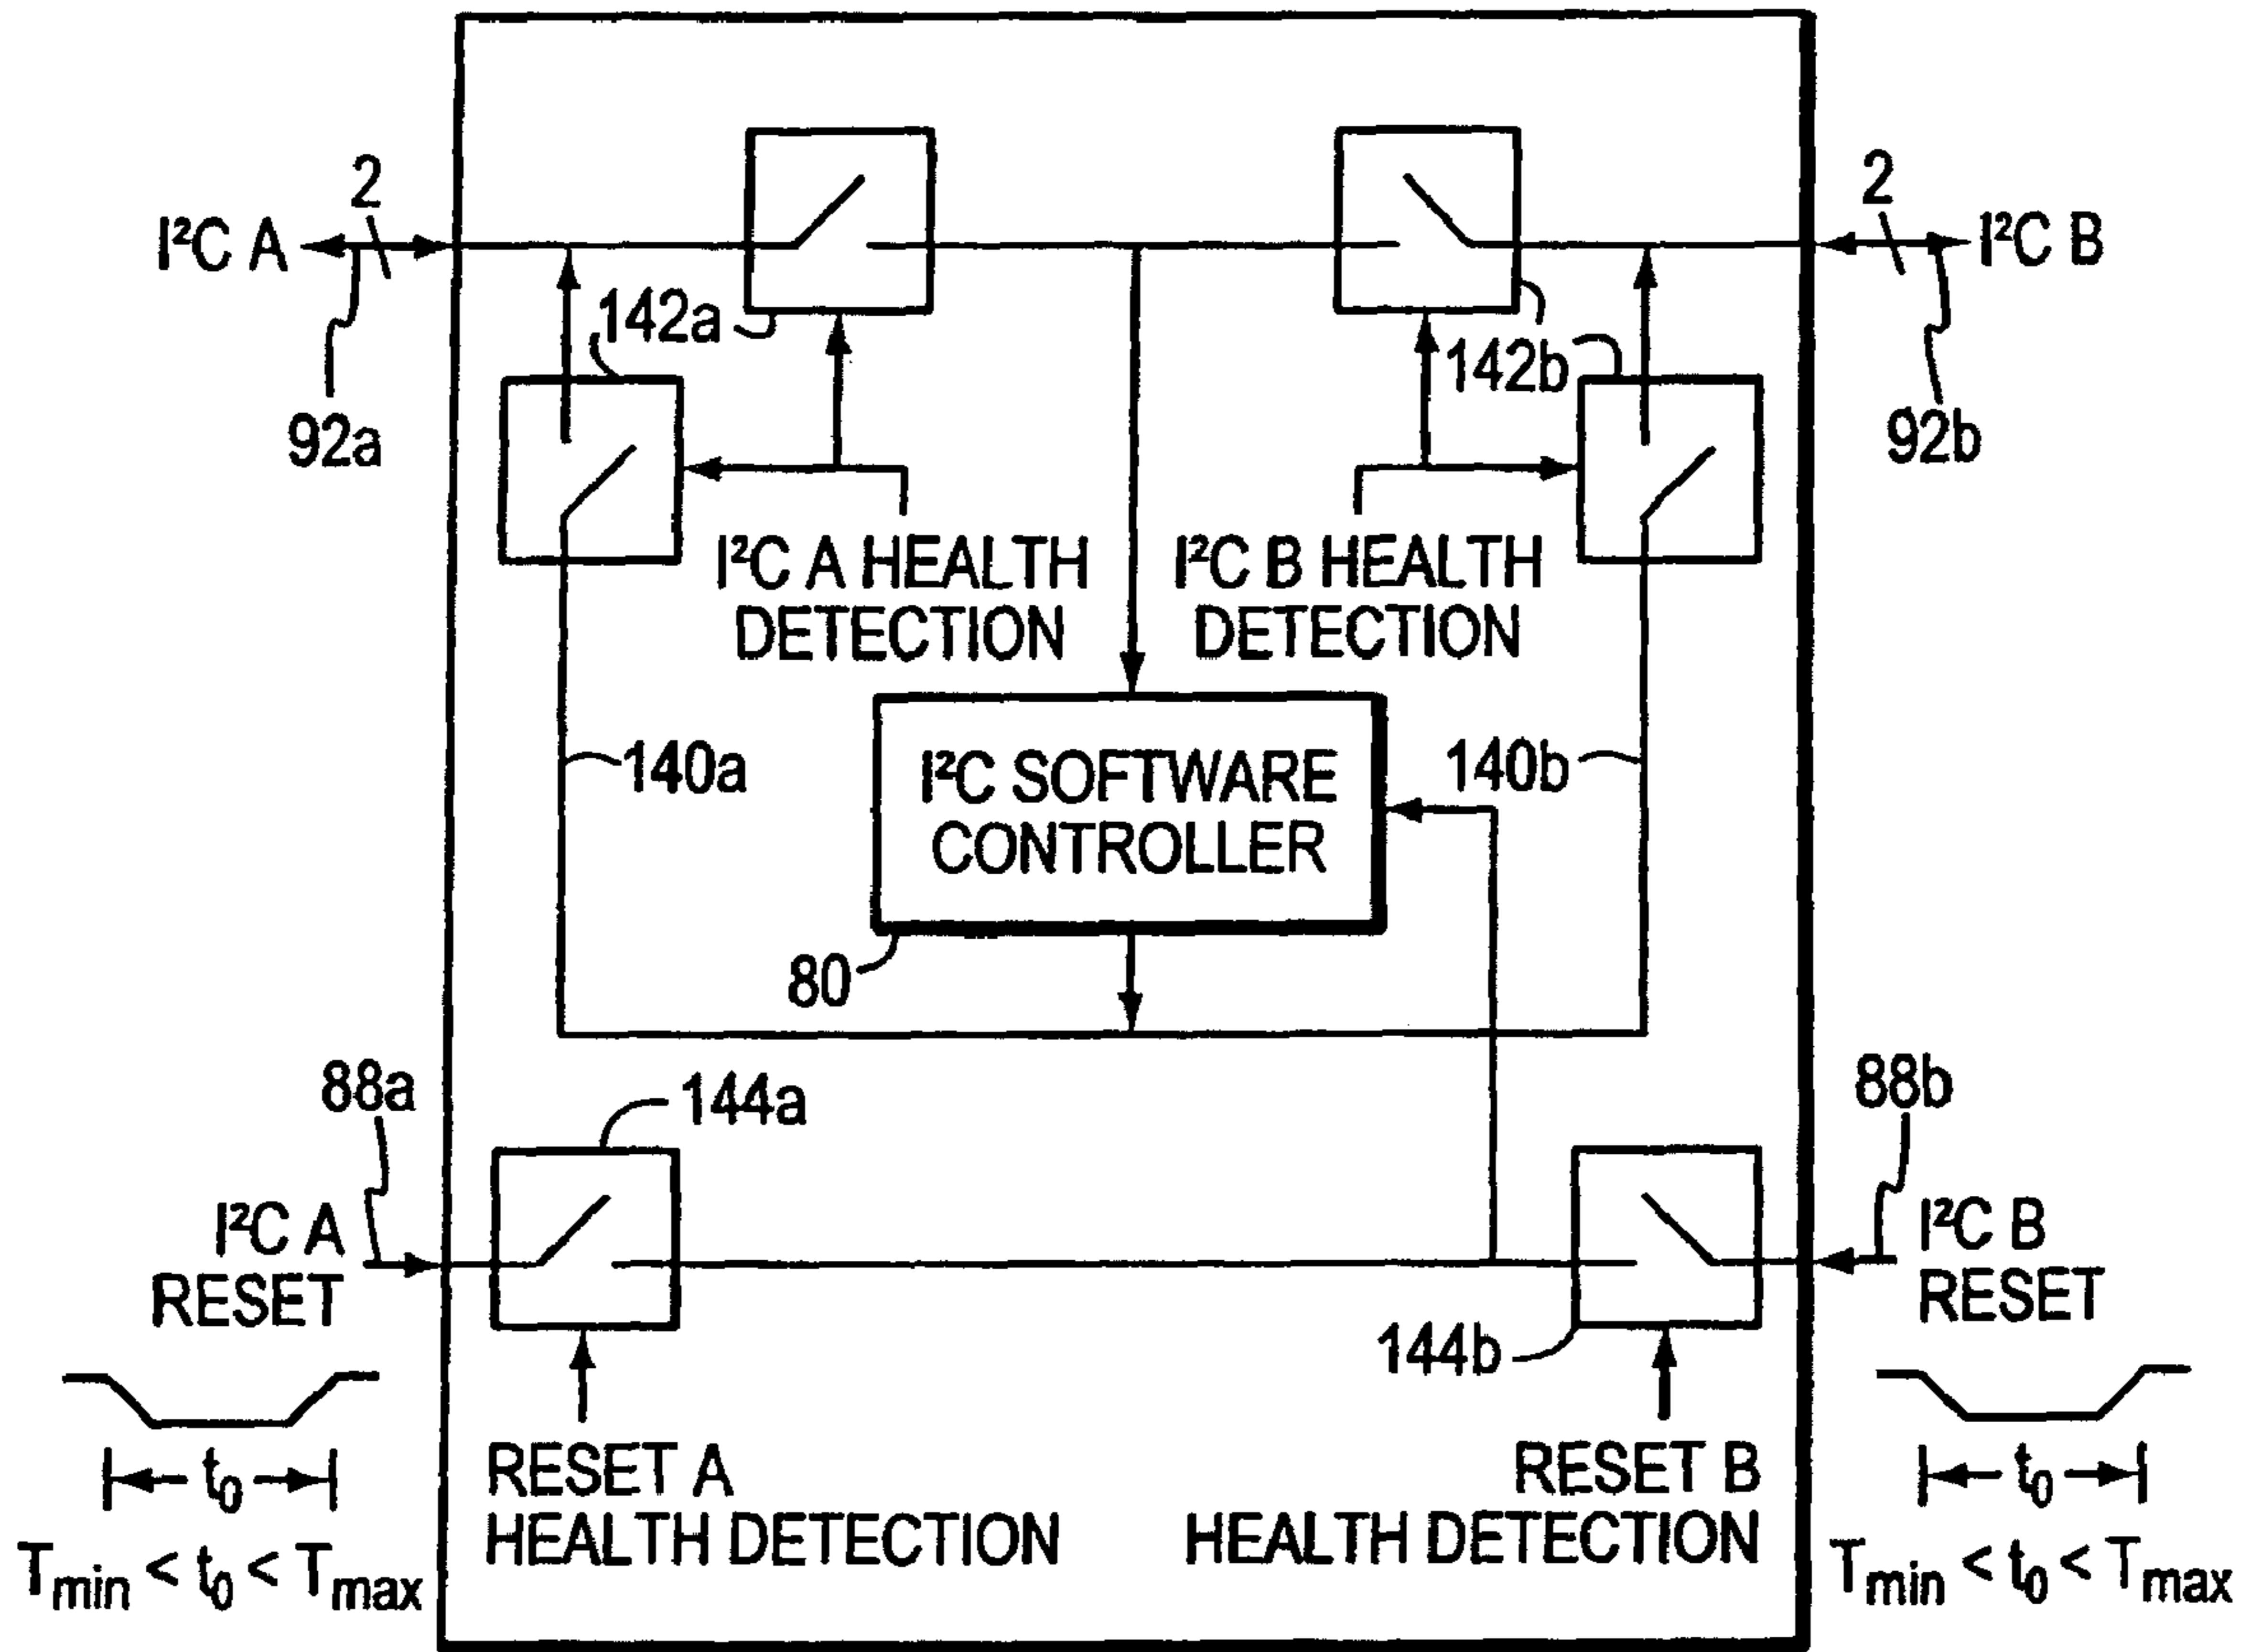 2
2
I²C A
I²C B
142a
142b
92a
92b
I²C A HEALTH
DETECTION
I²C B HEALTH
DETECTION
140a
I²C SOFTWARE
CONTROLLER
140b
80
88a
144a
88b
I²C A
RESET
I²C B
RESET
144b
t₀
RESET A
HEALTH DETECTION
RESET B
HEALTH DETECTION
t₀
Tmin < t₀ < Tmax
Tmin < t₀ < Tmax